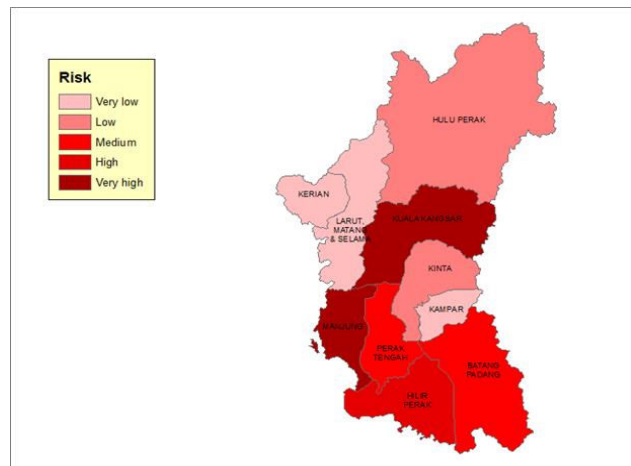 Risk
Very low
Low
Medium
High
Very high
HULU PERAK
KERIAN
LARUT,
MATANG
& SELAMA
KUALA KANGSAR
KINTA
KAMPAR
MANJUNG
PERAK
TENGAH
BATANG
PADANG
HILIR
PERAK